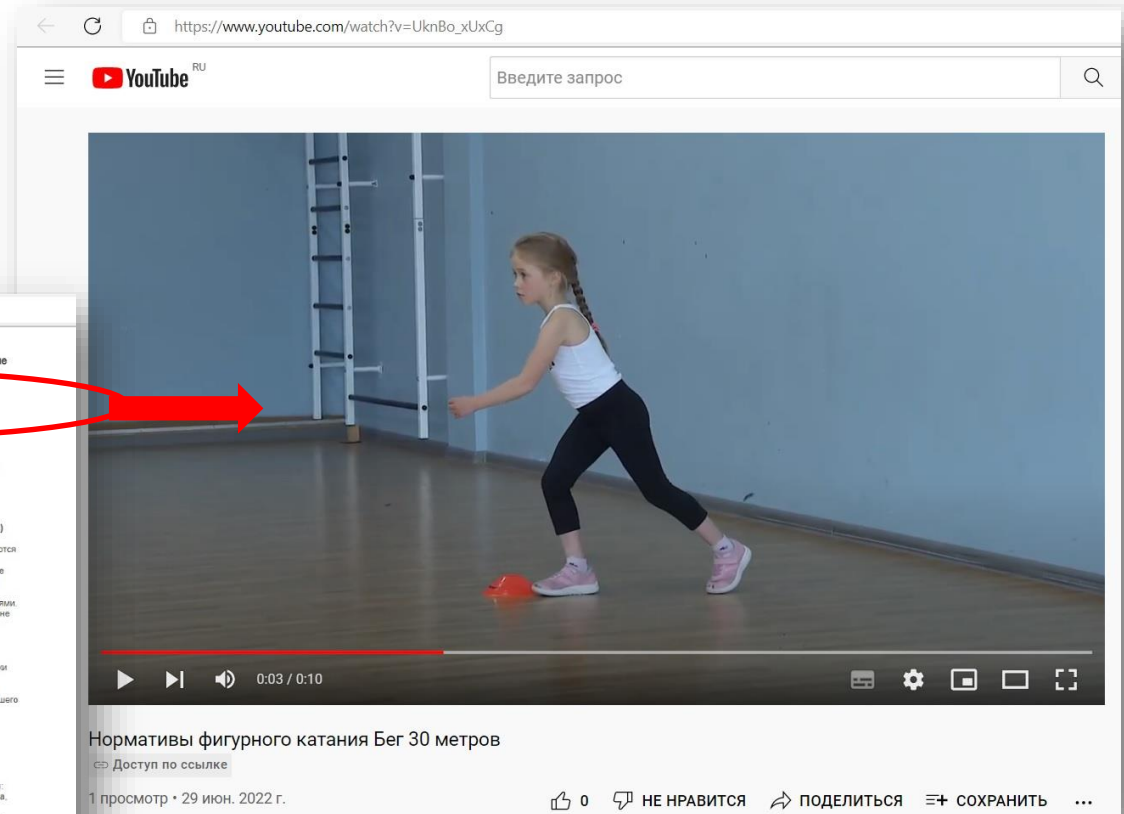 https://www.youtube.com/watch?v=UknBo_xUxCg
YouTube RU
Введите запрос
0:03 / 0:10
Нормативы фигурного катания Бег 30 метров
Доступ по ссылке
1 просмотр • 29 июн. 2022 г.
0 НЕ НРАВИТСЯ ПОДЕЛИТЬСЯ СОХРАНИТЬ ...